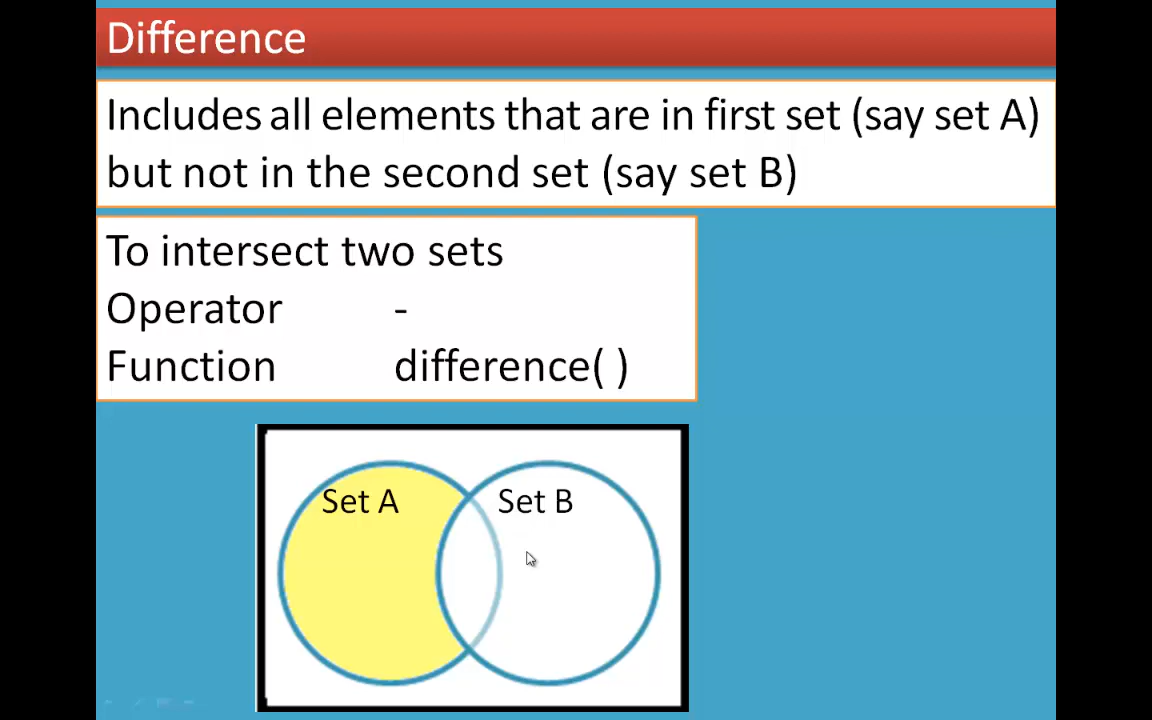 Difference
Includes all elements that are in first set (say set A)
but not in the second set (say set B)
To intersect two sets
Operator -
Function difference( )
Set A Set B